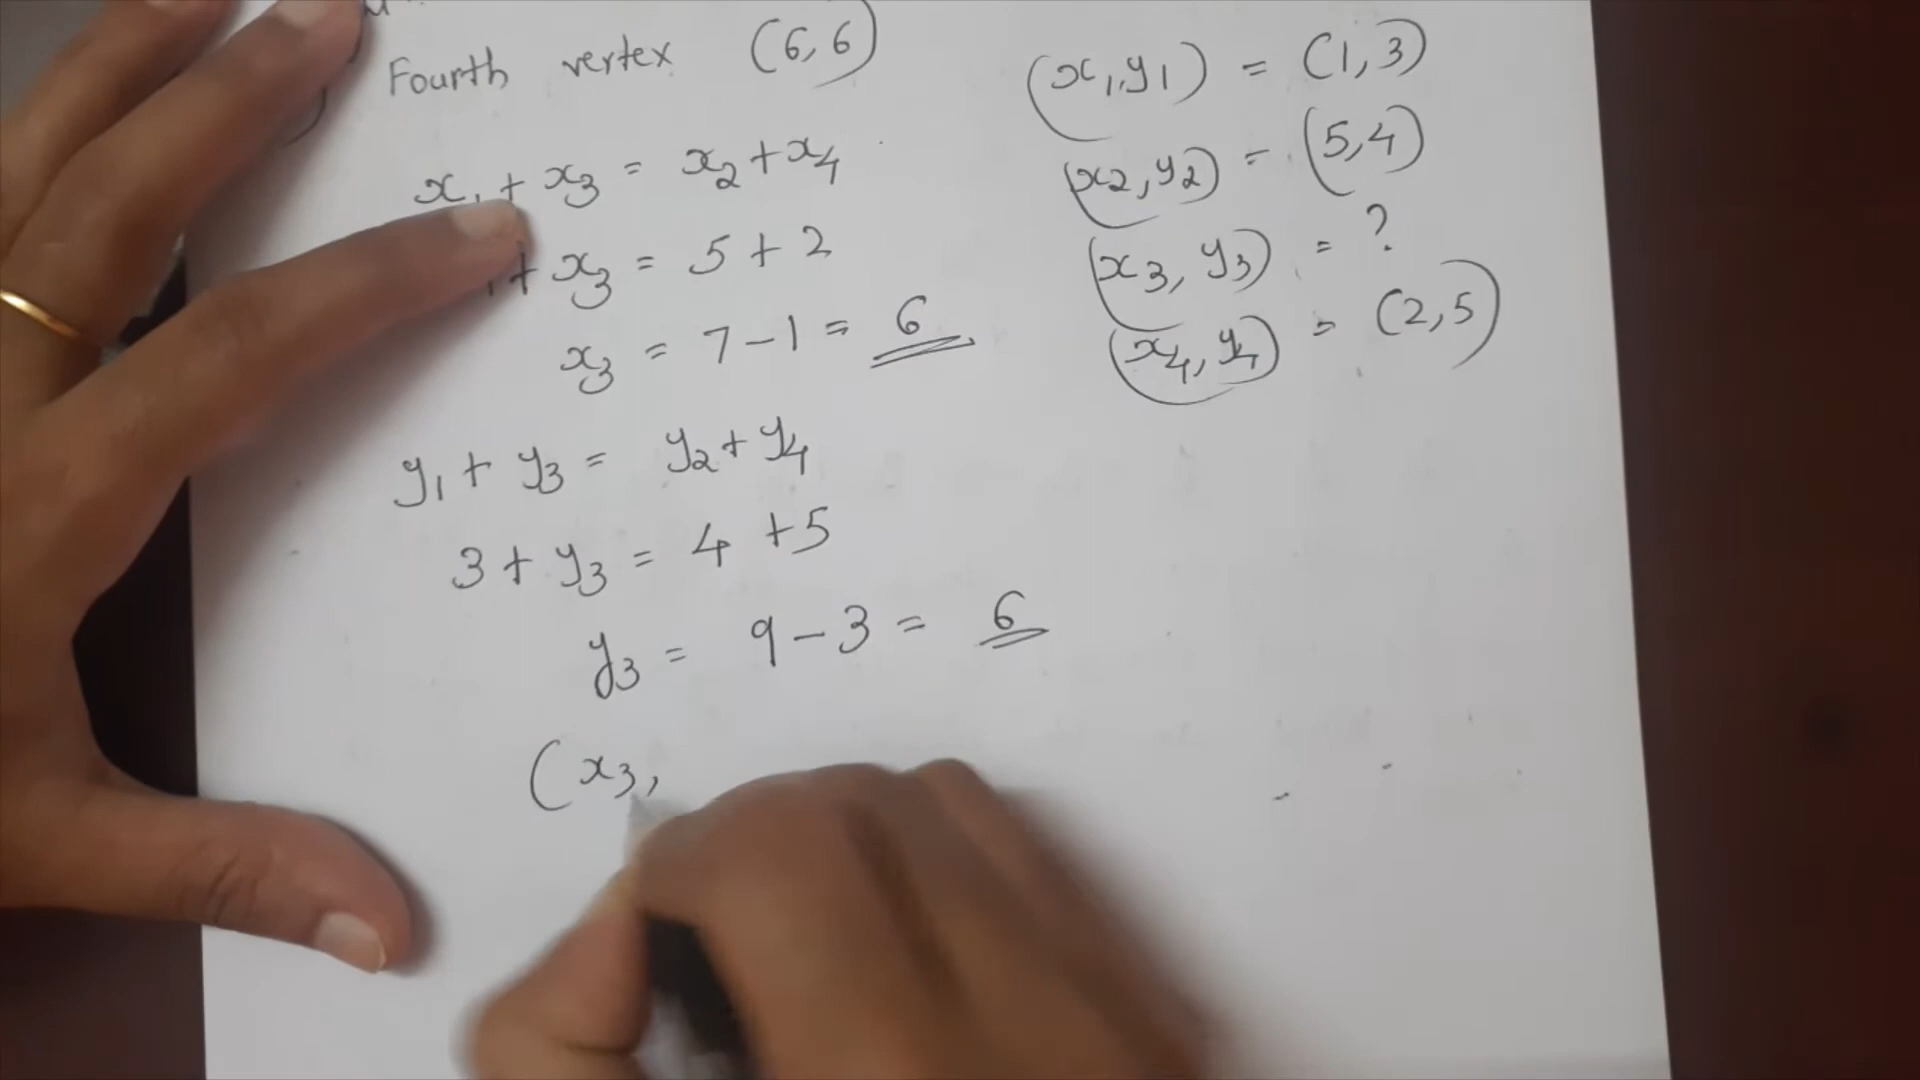 Fourth vertex (6,6)
x₁ + x₃ = x₂ + x₄
+ x₃ = 5 + 2
x₃ = 7 - 1 = 6
y₁ + y₃ = y₂ + y₄
3 + y₃ = 4 + 5
y₃ = 9 - 3 = 6
(x₃,
(x₁, y₁) = (1, 3)
(x₂, y₂) = (5, 4)
(x₃, y₃) = ?
(x₄, y₄) = (2, 5)